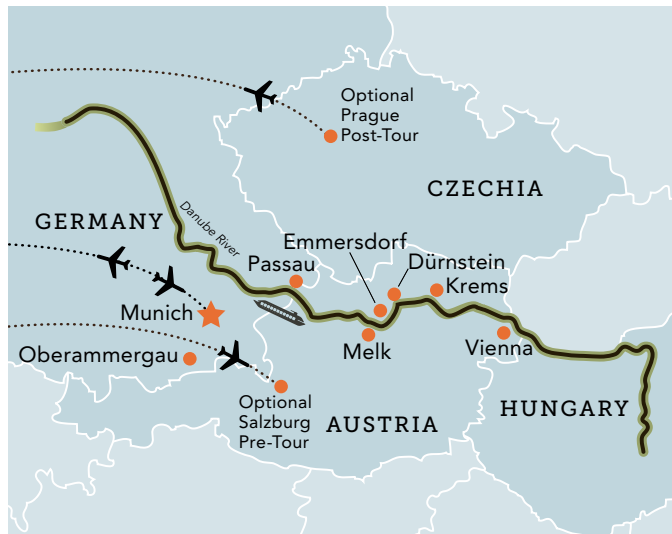 Optional
Prague
Post-Tour
CZECHIA
GERMANY
Danube River
Emmersdorf
Dürnstein
Passau
Krems
Munich
Melk
Vienna
Oberammergau
Optional
Salzburg
Pre-Tour
AUSTRIA
HUNGARY